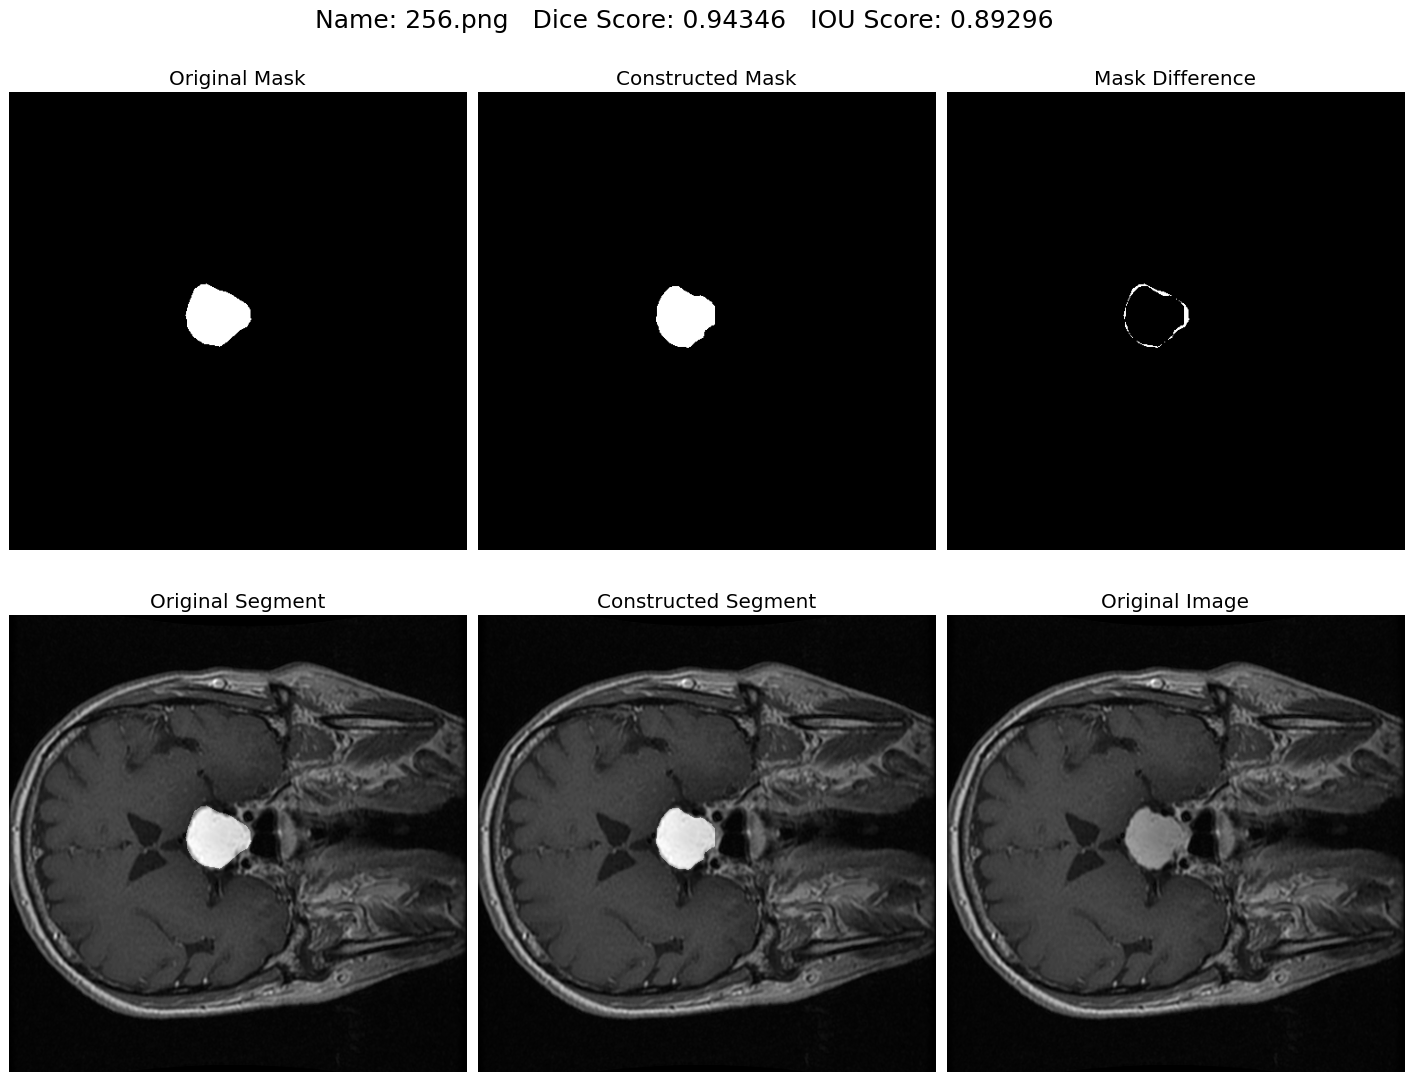 Name: 256.png   Dice Score: 0.94346   IOU Score: 0.89296
Original Mask
Constructed Mask
Mask Difference
Original Segment
Constructed Segment
Original Image